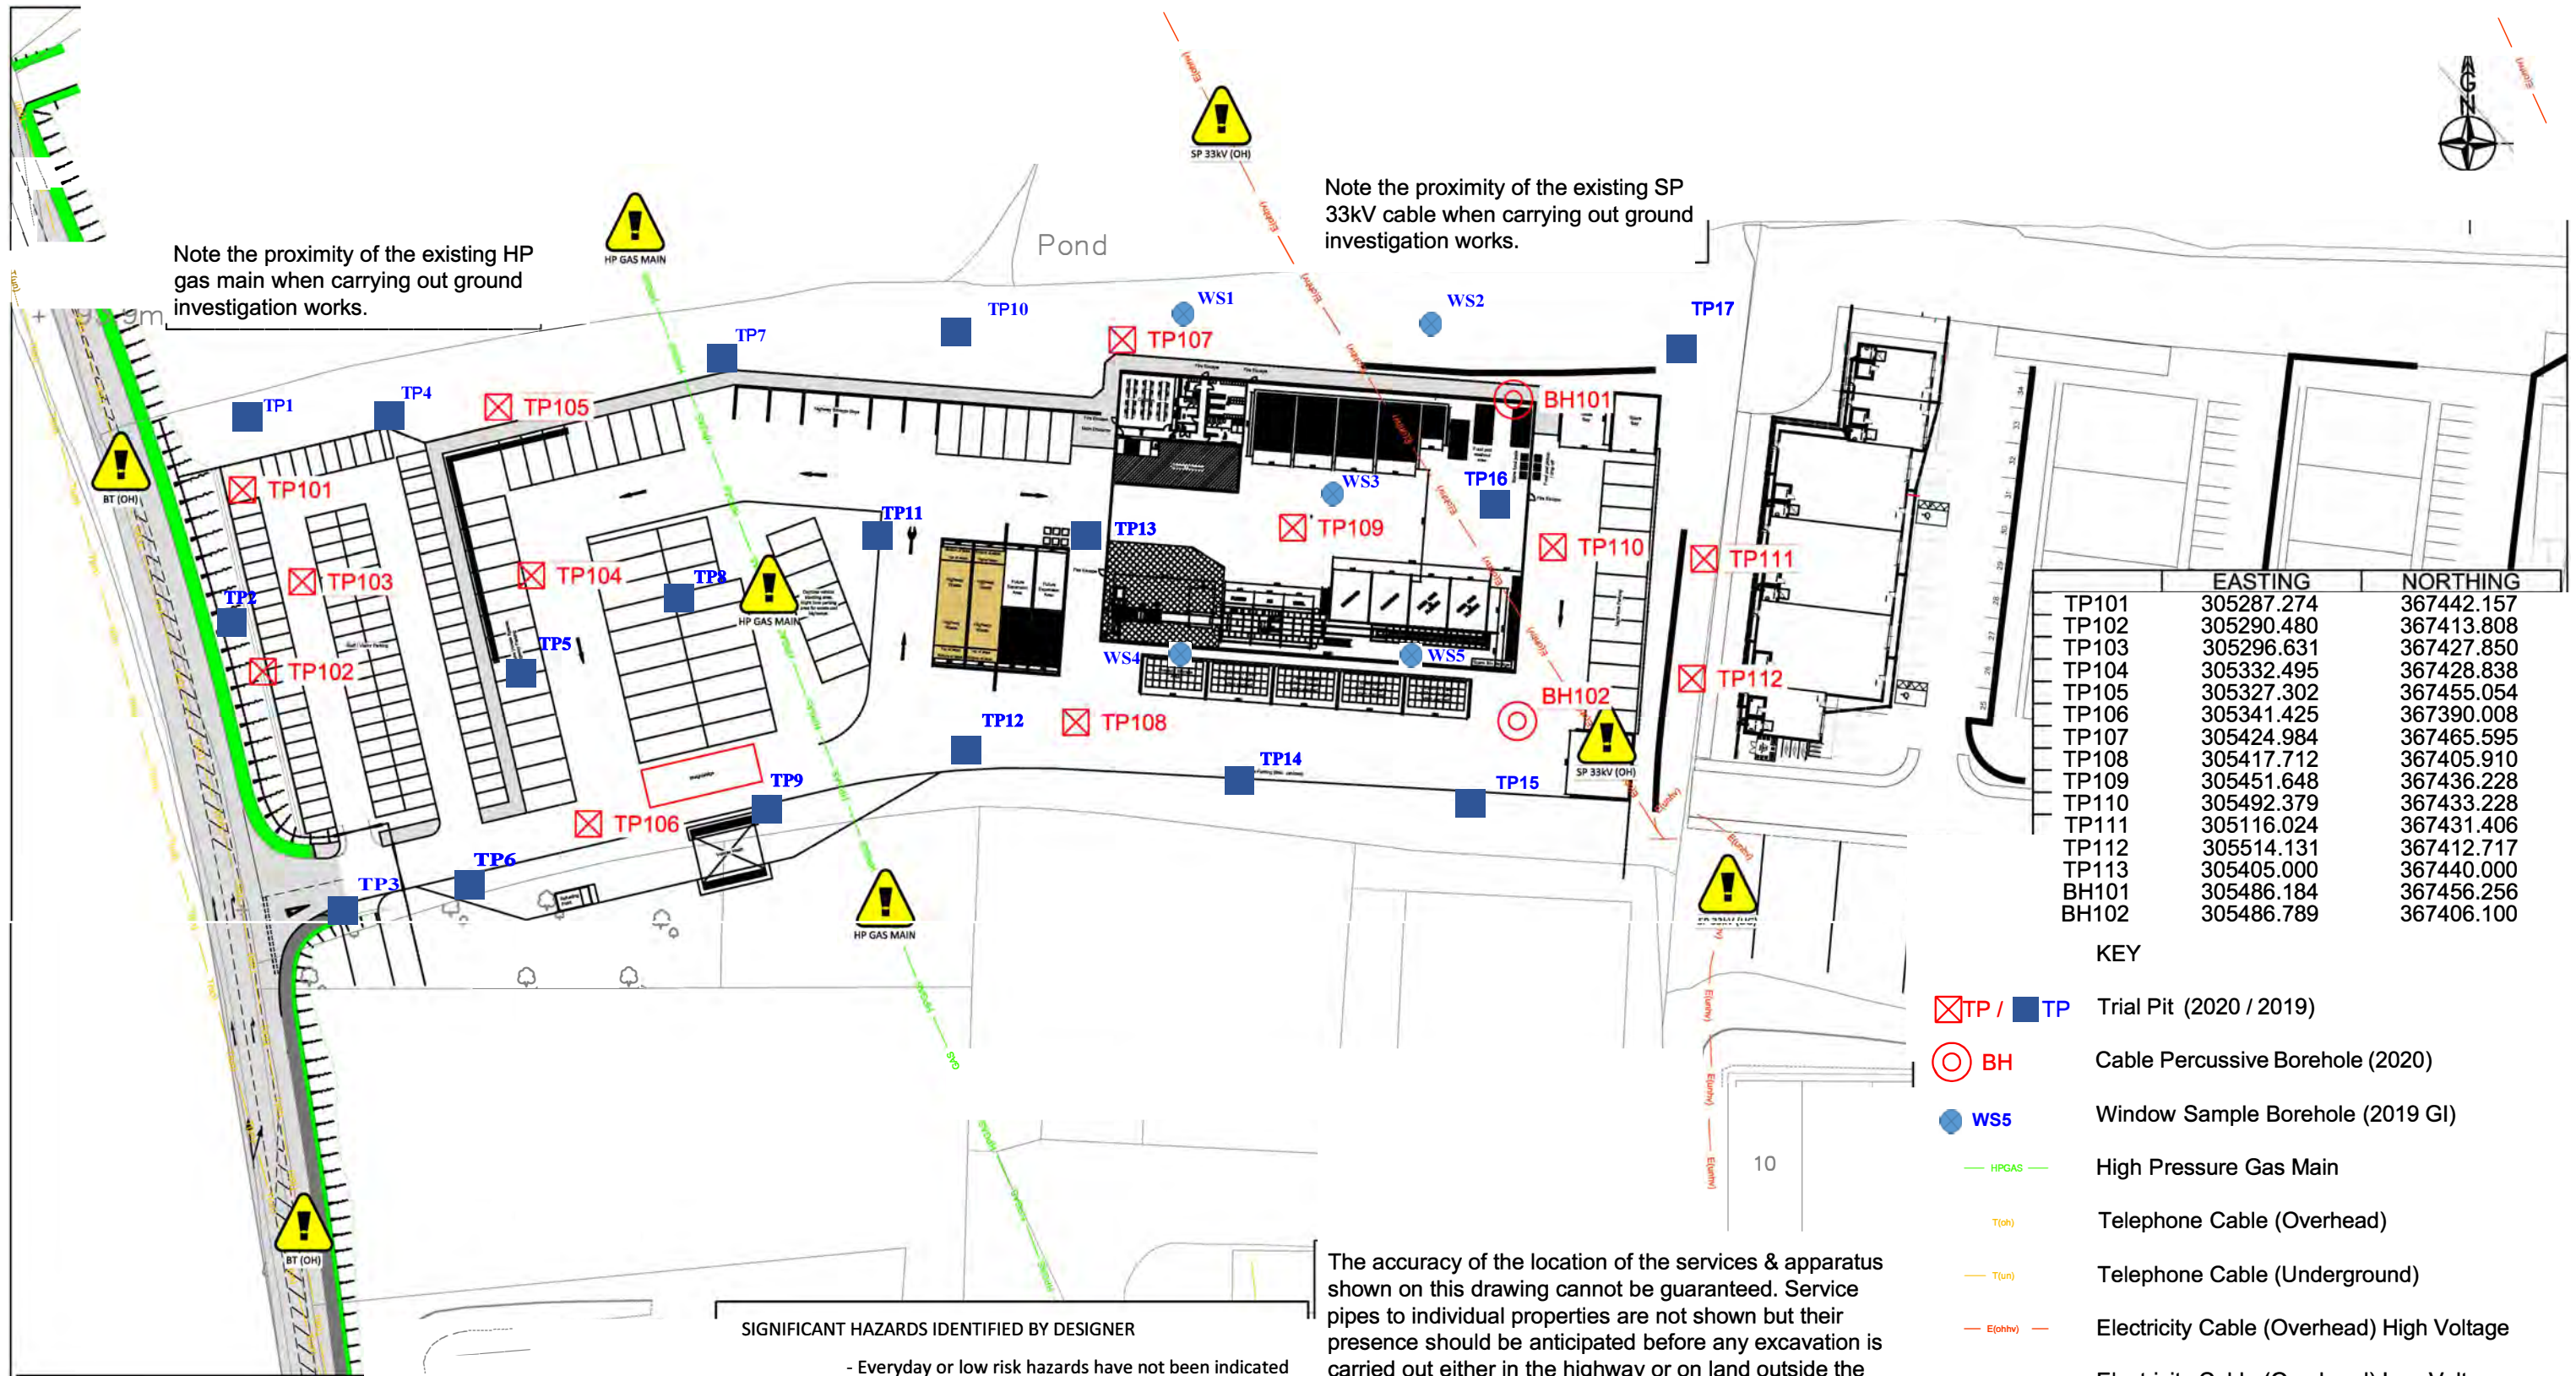 SP 33kV (OH)
Note the proximity of the existing SP
33kV cable when carrying out ground
investigation works.
HP GAS MAIN
Pond
Note the proximity of the existing HP
gas main when carrying out ground
investigation works.
TP10
WS1
WS2
TP17
TP7
TP107
TP1
TP4
TP105
BH101
BT (OH)
TP101
WS3
TP16
TP11
TP13
TP109
TP110
TP111
TP103
TP104
TP8
TP2
HP GAS MAIN
TP5
TP102
WS4
WS5
TP112
BH102
TP12
TP108
TP14
SP 33kV (OH)
TP9
TP15
TP106
TP6
TP3
HP GAS MAIN
EASTING NORTHING
TP101 305287.274 367442.157
TP102 305290.480 367413.808
TP103 305296.631 367427.850
TP104 305332.495 367428.838
TP105 305327.302 367455.054
TP106 305341.425 367390.008
TP107 305424.984 367465.595
TP108 305417.712 367405.910
TP109 305451.648 367436.228
TP110 305492.379 367433.228
TP111 305116.024 367431.406
TP112 305514.131 367412.717
TP113 305405.000 367440.000
BH101 305486.184 367456.256
BH102 305486.789 367406.100
KEY
TP / TP Trial Pit (2020 / 2019)
BH Cable Percussive Borehole (2020)
WS5 Window Sample Borehole (2019 GI)
HPGAS High Pressure Gas Main
T(oh) Telephone Cable (Overhead)
T(un) Telephone Cable (Underground)
E(ohhv) Electricity Cable (Overhead) High Voltage
10
BT (OH)
The accuracy of the location of the services & apparatus
shown on this drawing cannot be guaranteed. Service
pipes to individual properties are not shown but their
presence should be anticipated before any excavation is
carried out either in the highway or on land outside the
SIGNIFICANT HAZARDS IDENTIFIED BY DESIGNER
- Everyday or low risk hazards have not been indicated